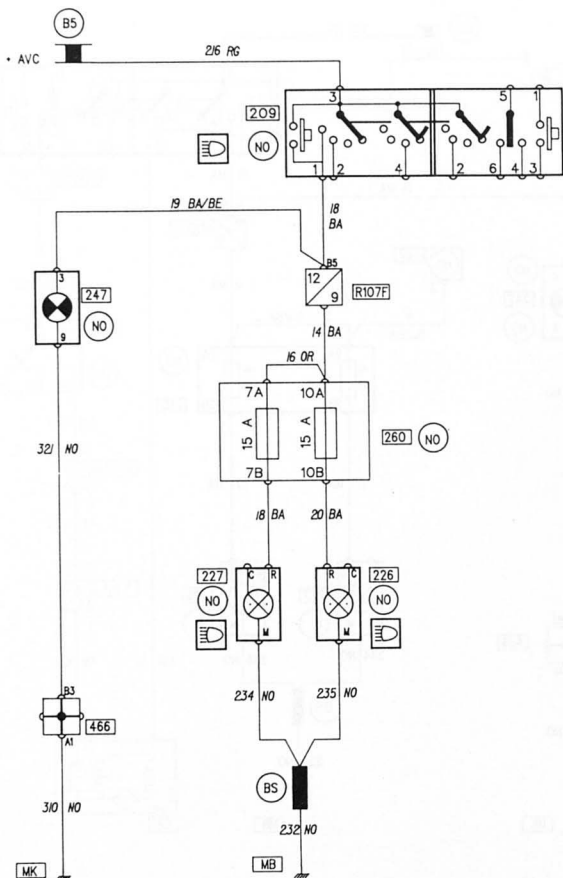 B5
+ AVC
216 RG
3
5
1
209
NO
1
2
4
2
6
4
3
19 BA/BE
18
BA
B5
12
9
R107F
3
247
NO
9
14 BA
16 OR
7A
10A
15 A
15 A
260
NO
7B
10B
321 NO
18 BA
20 BA
227
C
R
R
C
226
NO
NO
M
M
234 NO
235 NO
B3
466
A1
BS
310 NO
232 NO
MK
MB